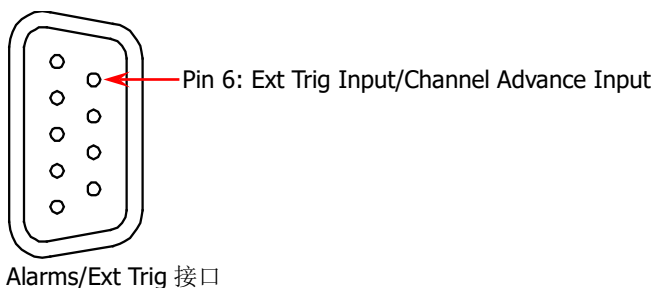 Pin 6: Ext Trig Input/Channel Advance Input
Alarms/Ext Trig 接口